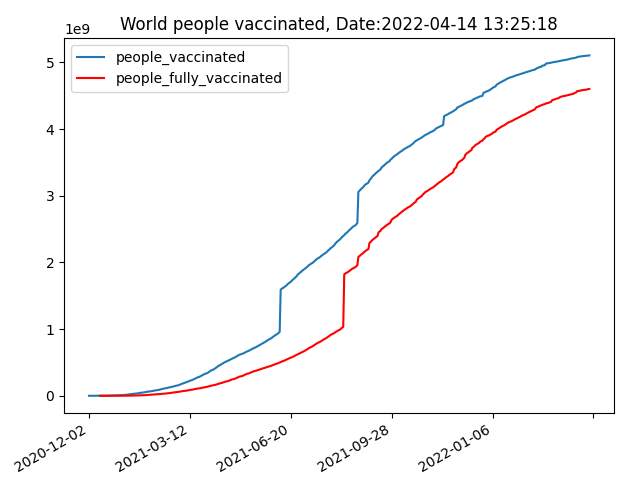 World people vaccinated, Date:2022-04-14 13:25:18
1e9
people_vaccinated
people_fully_vaccinated
5
4
3
2
1
0
2020-12-02
2021-03-12
2021-06-20
2021-09-28
2022-01-06